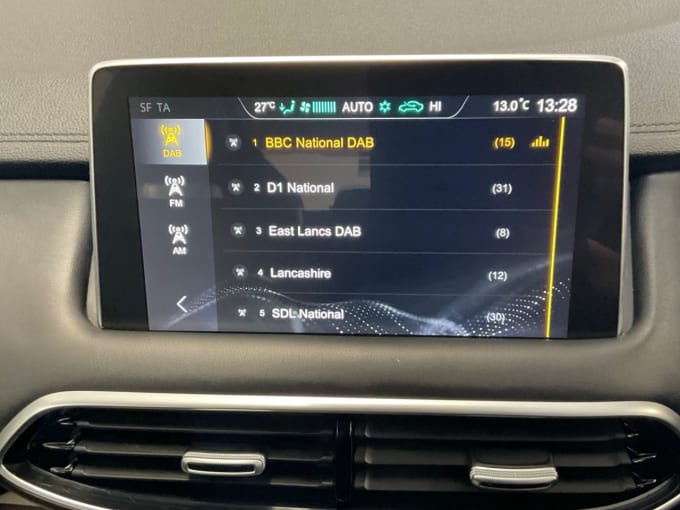 SF TA 27°C AUTO HI 13.0°C 13:28
DAB
FM
AM
1 BBC National DAB (15)
2 D1 National (31)
3 East Lancs DAB (8)
4 Lancashire (12)
5 SDL National (30)